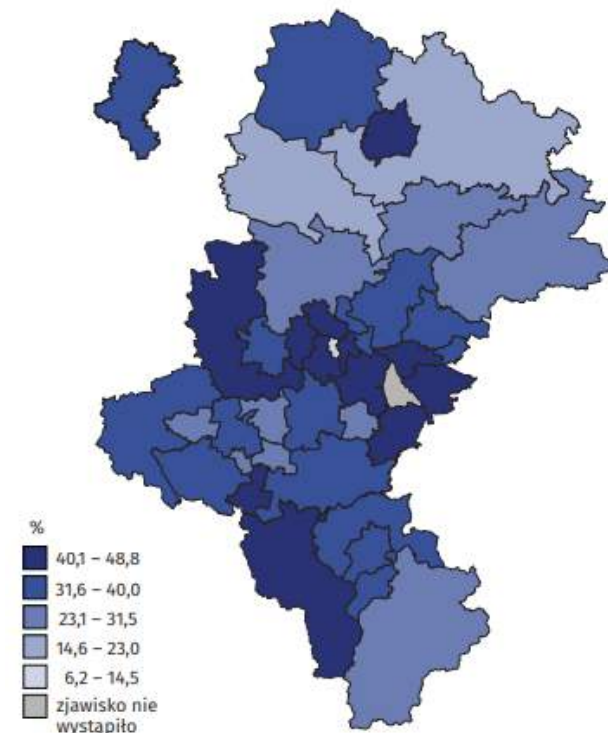 %
40,1 – 48,8
31,6 – 40,0
23,1 – 31,5
14,6 – 23,0
6,2 – 14,5
zjawisko nie
wystąpiło